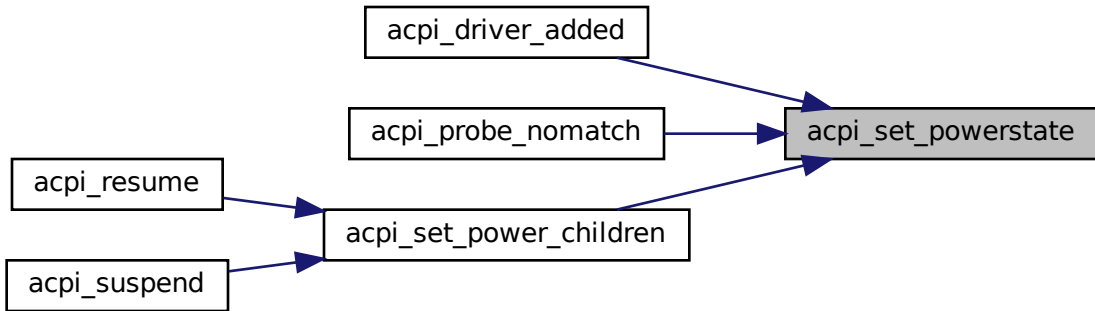 acpi_driver_added
acpi_probe_nomatch
acpi_set_powerstate
acpi_resume
acpi_set_power_children
acpi_suspend